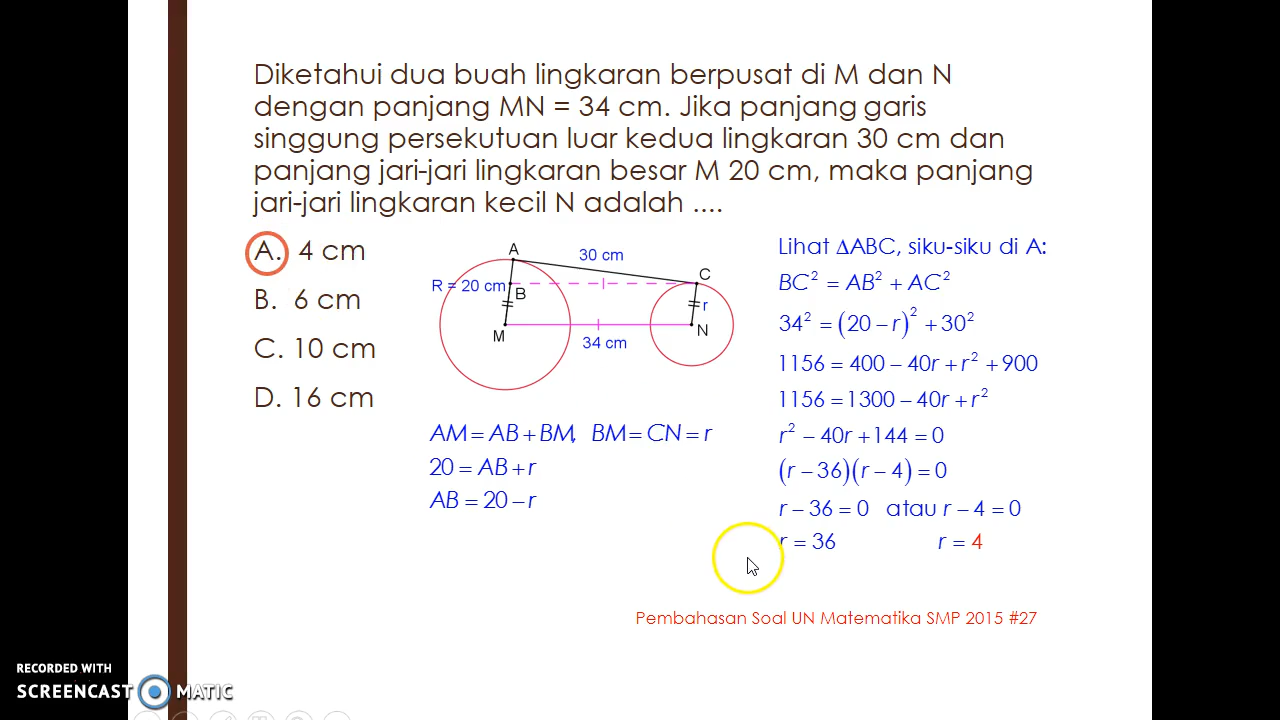 Diketahui dua buah lingkaran berpusat di M dan N
dengan panjang MN = 34 cm. Jika panjang garis
singgung persekutuan luar kedua lingkaran 30 cm dan
panjang jari-jari lingkaran besar M 20 cm, maka panjang
jari-jari lingkaran kecil N adalah ....
A. 4 cm
B. 6 cm
C. 10 cm
D. 16 cm
A
30 cm
C
R = 20 cm
B
r
M
N
34 cm
AM = AB + BM, BM = CN = r
20 = AB + r
AB = 20 − r
Lihat ∆ABC, siku-siku di A:
BC² = AB² + AC²
34² = (20 − r)² + 30²
1156 = 400 − 40r + r² + 900
1156 = 1300 − 40r + r²
r² − 40r + 144 = 0
(r − 36)(r − 4) = 0
r − 36 = 0 atau r − 4 = 0
r = 36 r = 4
Pembahasan Soal UN Matematika SMP 2015 #27
RECORDED WITH
SCREENCAST MATIC